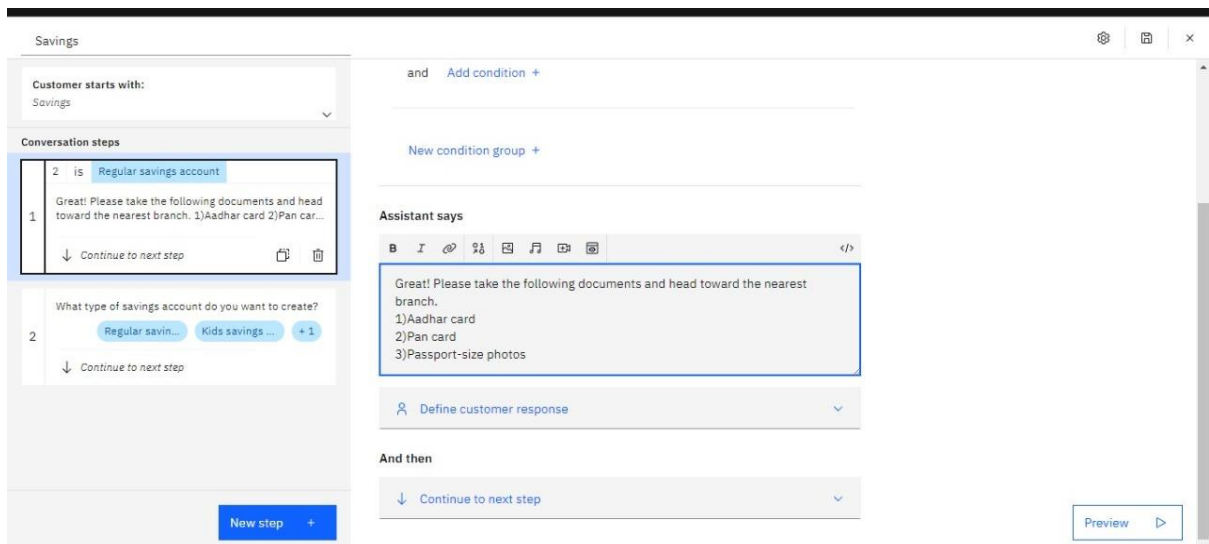 Savings
Customer starts with:
Savings
Conversation steps
1
2 is Regular savings account
Great! Please take the following documents and head
toward the nearest branch. 1)Aadhar card 2)Pan car...
Continue to next step
2
What type of savings account do you want to create?
Regular savin... Kids savings ... + 1
Continue to next step
New step +
and Add condition +
New condition group +
Assistant says
B I </>
Great! Please take the following documents and head toward the nearest
branch.
1)Aadhar card
2)Pan card
3)Passport-size photos
Define customer response
And then
Continue to next step
Preview